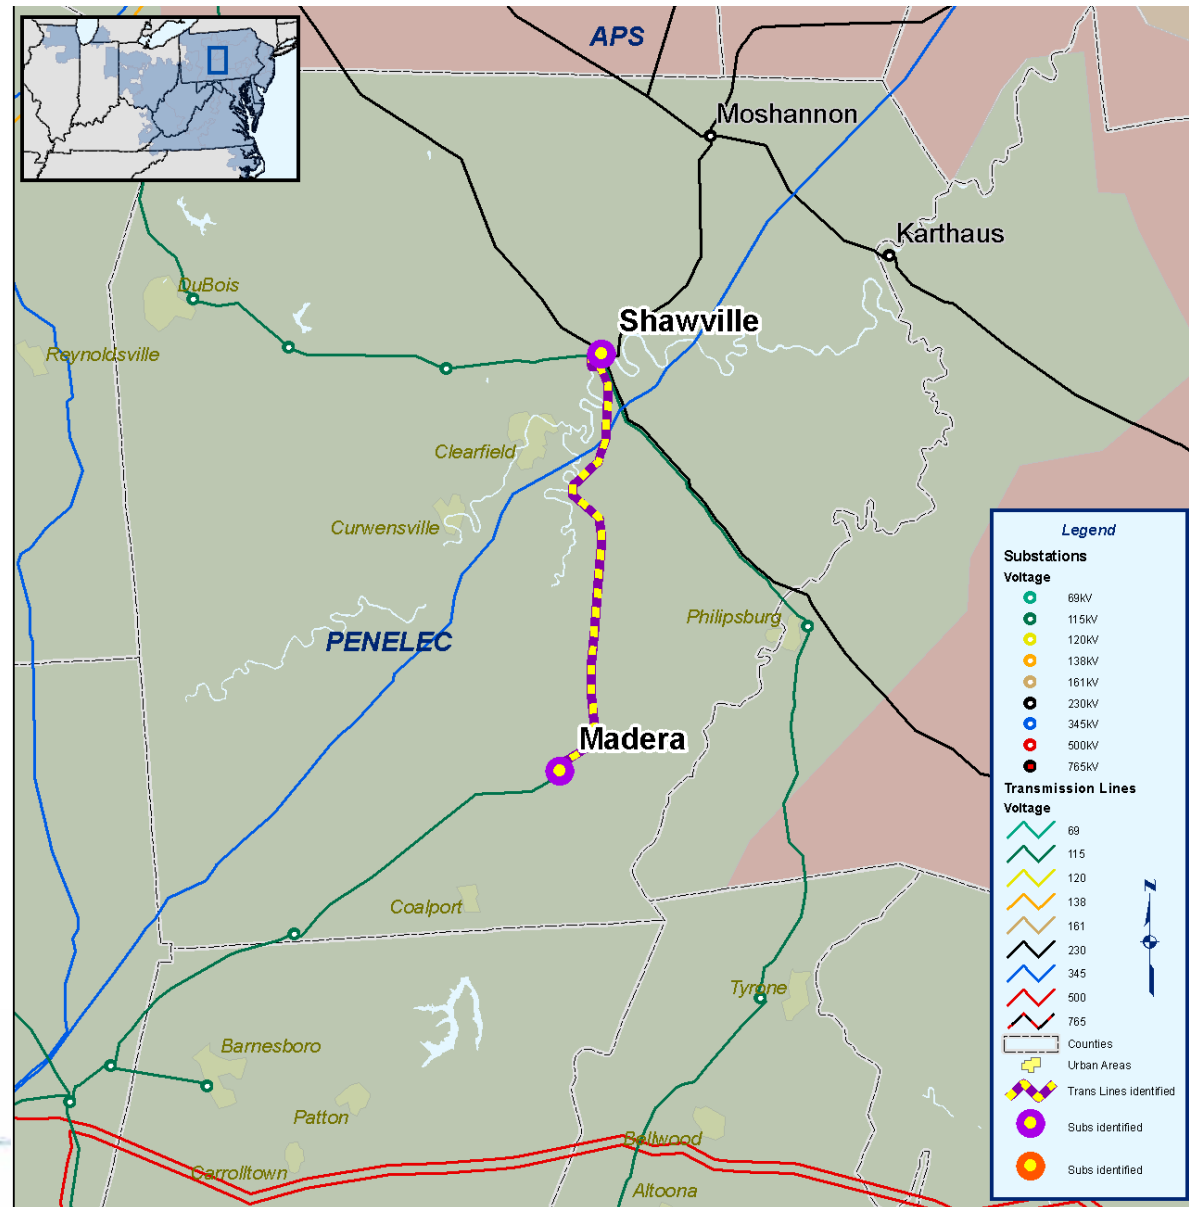 APS
Moshannon
Karthaus
DuBois
Shawville
Reynoldsville
Clearfield
Curwensville
Philipsburg
PENELEC
Madera
Coalport
Tyrone
Barnesboro
Patton
Bellwood
Carrolltown
Altoona
Legend
Substations
Voltage
69kV
115kV
120kV
138kV
161kV
230kV
345kV
500kV
765kV
Transmission Lines
Voltage
69
115
120
138
161
230
345
500
765
Counties
Urban Areas
Trans Lines identified
Subs identified
Subs identified
N